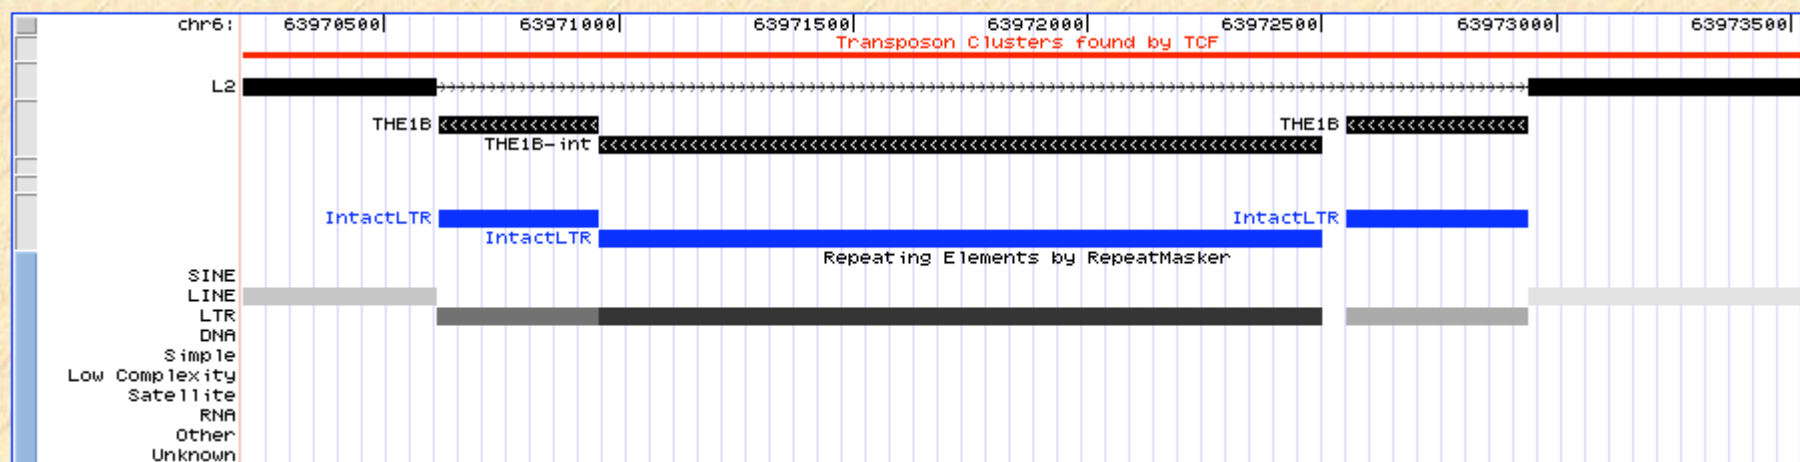 chr6: 63970500| 63971000| 63971500| 63972000| 63972500| 63973000| 63973500|
Transposon Clusters found by TCF
L2
THE1B THE1B
THE1B-int
IntactLTR IntactLTR
IntactLTR
Repeating Elements by RepeatMasker
SINE
LINE
LTR
DNA
Simple
Low Complexity
Satellite
RNA
Other
Unknown